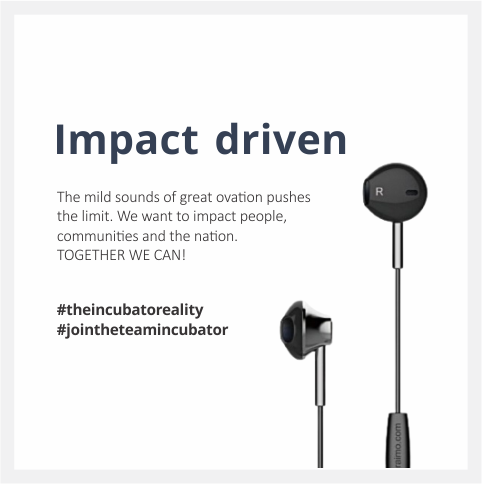 Impact driven
The mild sounds of great ovation pushes
the limit. We want to impact people,
communities and the nation.
TOGETHER WE CAN!
#theincubatoreality
#jointheteamincubator
R